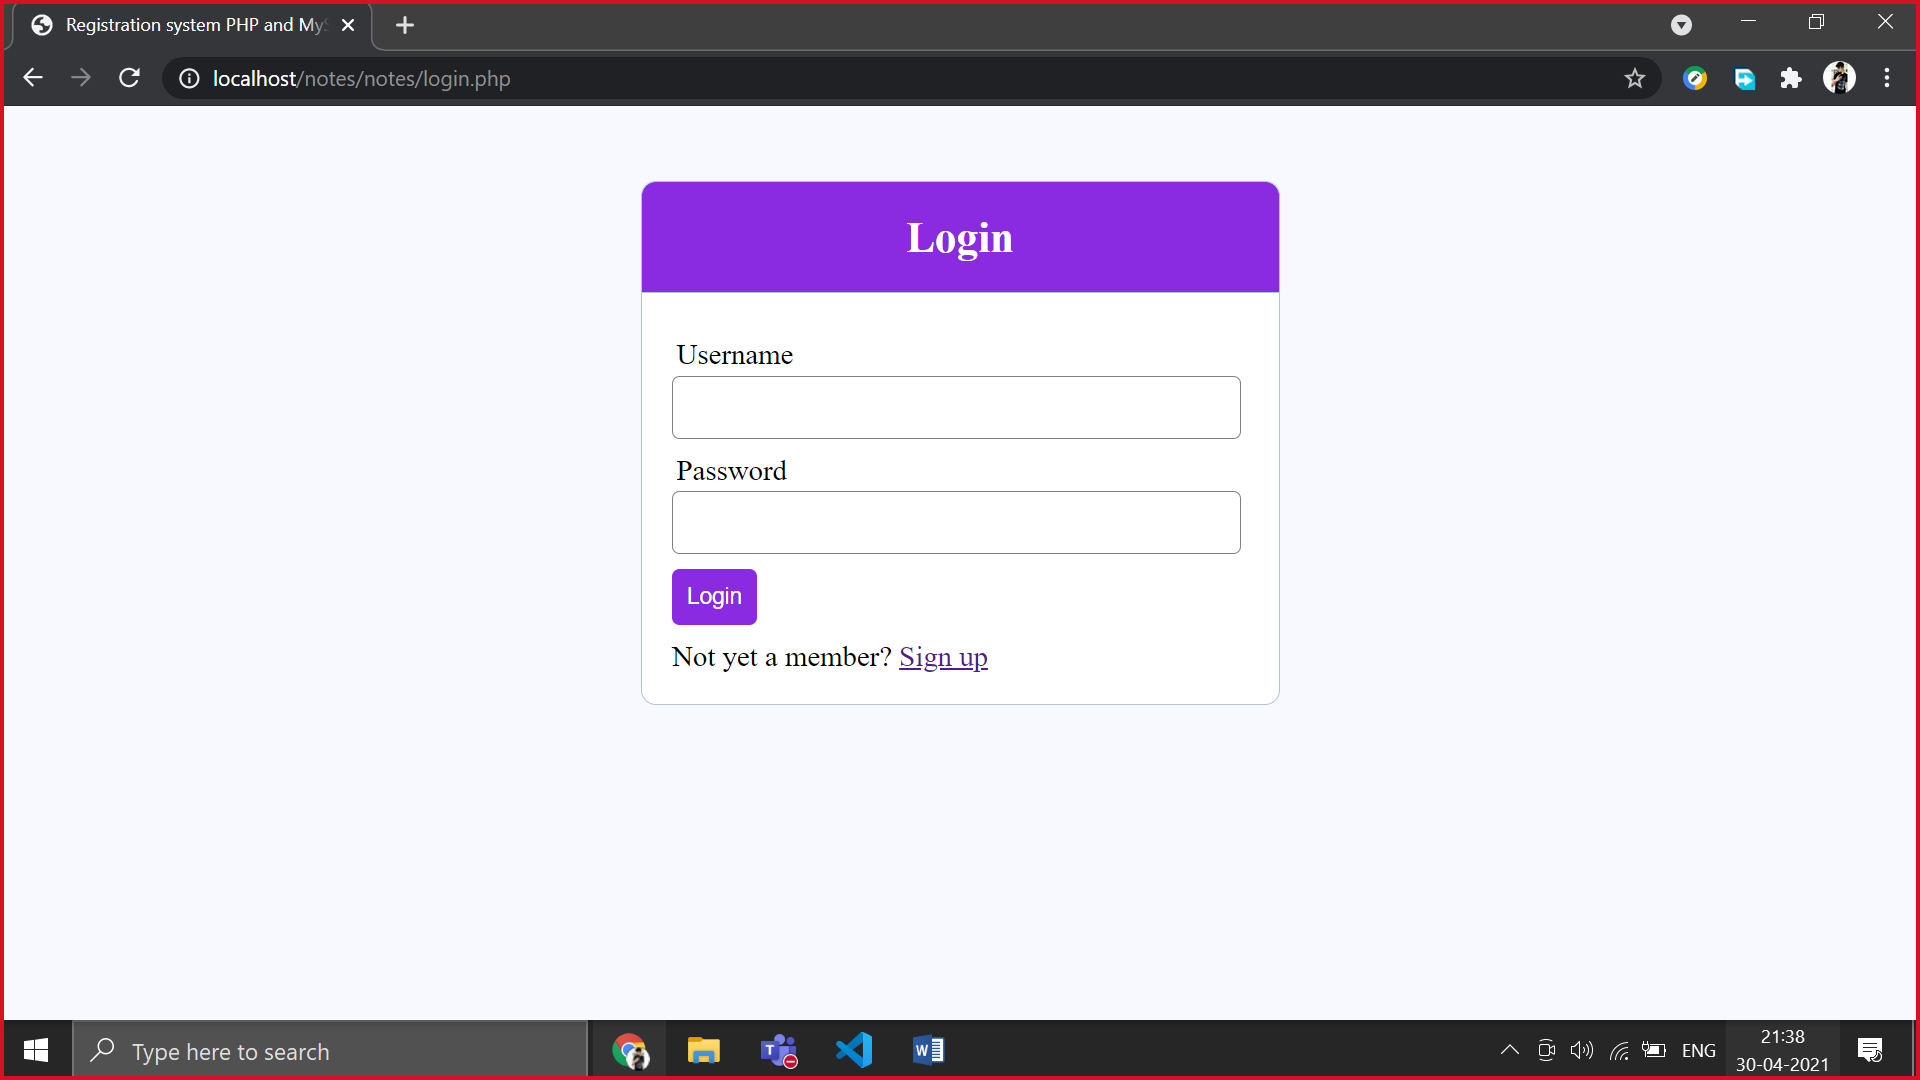 Registration system PHP and My
localhost/notes/notes/login.php
Login
Username
Password
Login
Not yet a member? Sign up
Type here to search
ENG
21:38
30-04-2021